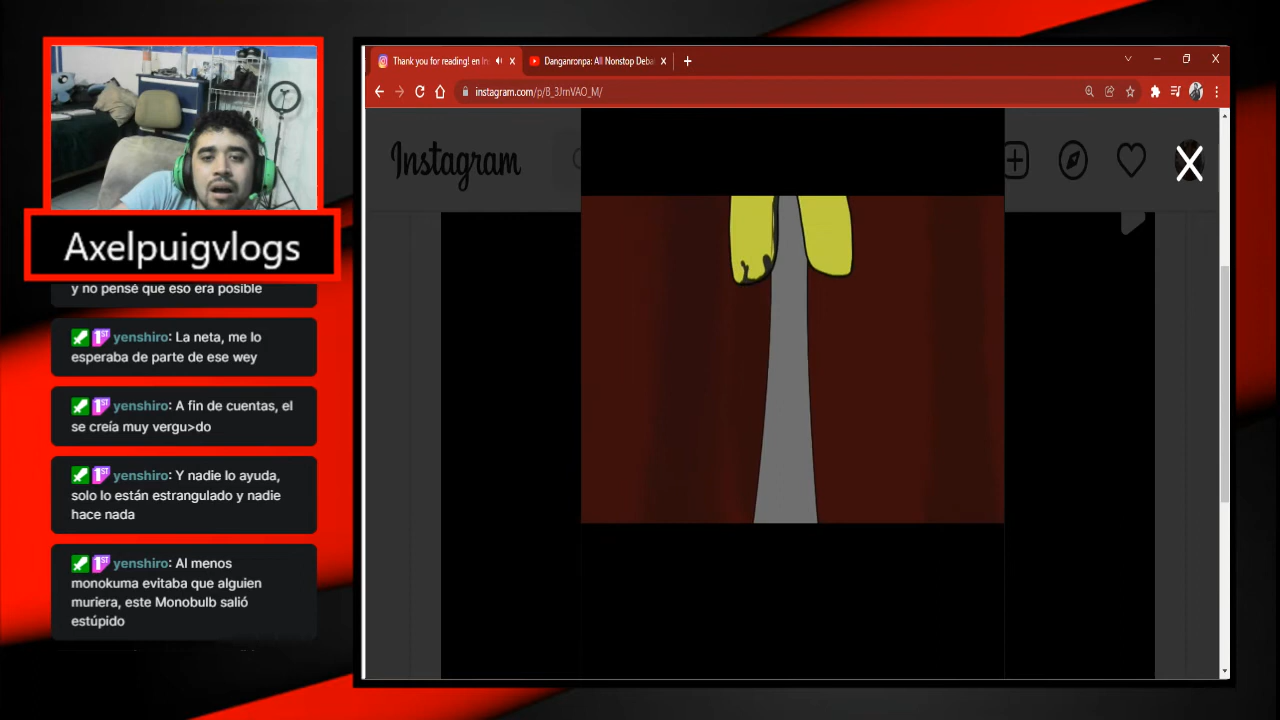 Thank you for reading! en In
Danganronpa: All Nonstop Deba
instagram.com/p/B_3JrnVAO_M/
Instagram
X
Axelpuigvlogs
y no pensé que eso era posible
yenshiro: La neta, me lo
esperaba de parte de ese wey
yenshiro: A fin de cuentas, el
se creía muy vergu>do
yenshiro: Y nadie lo ayuda,
solo lo están estrangulado y nadie
hace nada
yenshiro: Al menos
monokuma evitaba que alguien
muriera, este Monobulb salió
estúpido